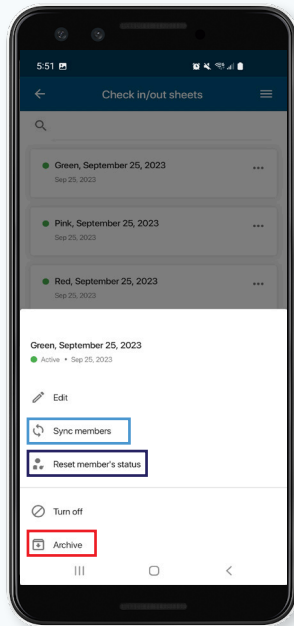 5:51
Check in/out sheets
Green, September 25, 2023
Sep 25, 2023
Pink, September 25, 2023
Sep 25, 2023
Red, September 25, 2023
Sep 25, 2023
Green, September 25, 2023
Active • Sep 25, 2023
Edit
Sync members
Reset member's status
Turn off
Archive